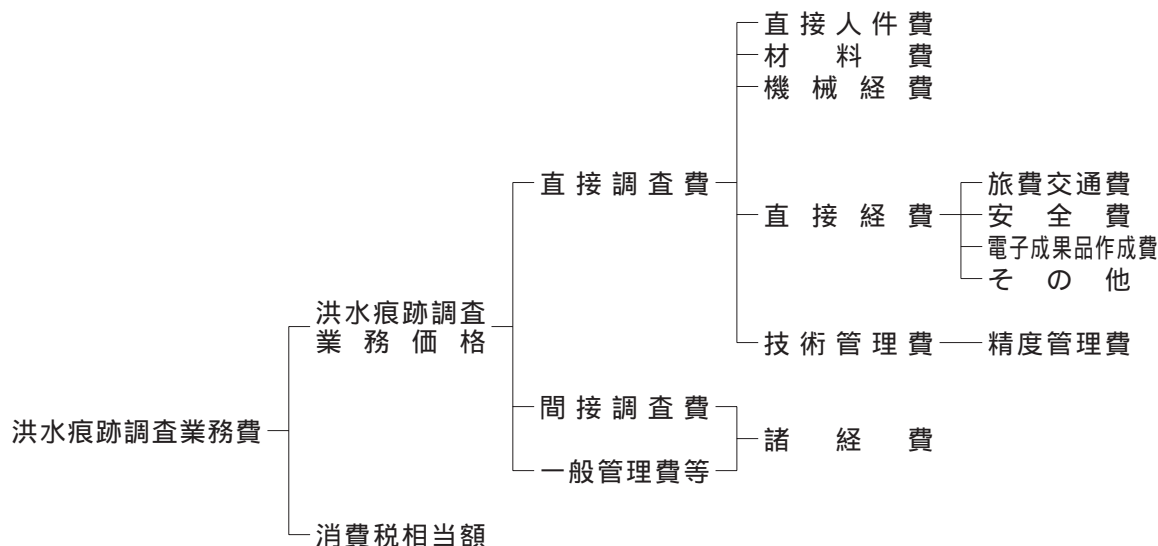 直接人件費
材料費
機械経費
直接調査費
旅費交通費
直接経費
安全費
電子成果品作成費
その他
洪水痕跡調査
業務価格
技術管理費
精度管理費
間接調査費
洪水痕跡調査業務費
諸経費
一般管理費等
消費税相当額